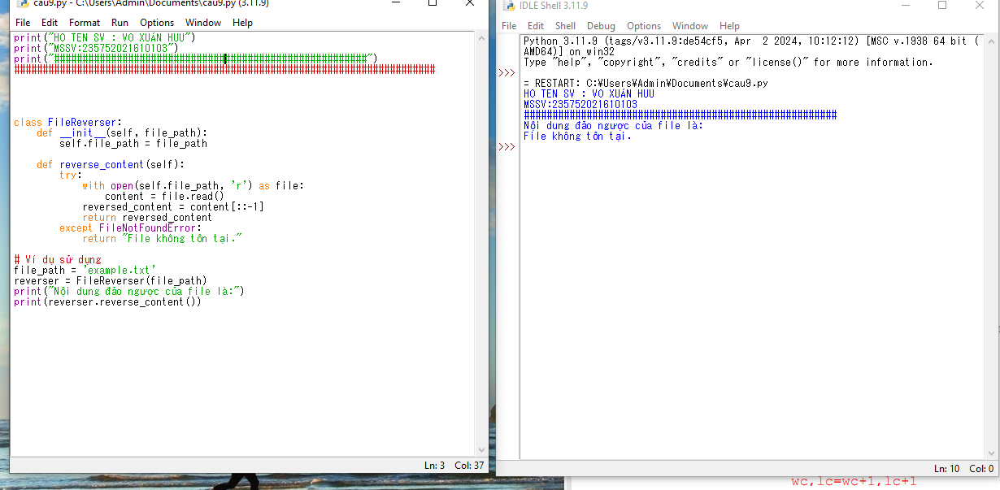 cau9.py - C:\Users\Admin\Documents\cau9.py (3.11.9)
File Edit Format Run Options Window Help
print("HO TEN SV : VO XUÂN HUU")
print("MSSV:235752021610103")
print("#######################################################")
##########################################################################
class FileReverser:
    def __init__(self, file_path):
        self.file_path = file_path
    def reverse_content(self):
        try:
            with open(self.file_path, 'r') as file:
                content = file.read()
            reversed_content = content[::-1]
            return reversed_content
        except FileNotFoundError:
            return "File không tồn tại."
# Ví dụ sử dụng
file_path = 'example.txt'
reverser = FileReverser(file_path)
print("Nội dung đảo ngược của file là:")
print(reverser.reverse_content())
Ln: 3 Col: 37
IDLE Shell 3.11.9
File Edit Shell Debug Options Window Help
Python 3.11.9 (tags/v3.11.9:de54cf5, Apr  2 2024, 10:12:12) [MSC v.1938 64 bit (
AMD64)] on win32
Type "help", "copyright", "credits" or "license()" for more information.
>>>
= RESTART: C:\Users\Admin\Documents\cau9.py
HO TEN SV : VO XUÂN HUU
MSSV:235752021610103
#######################################################
Nội dung đảo ngược của file là:
File không tồn tại.
>>>
Ln: 10 Col: 0
wc,lc=wc+1,lc+1